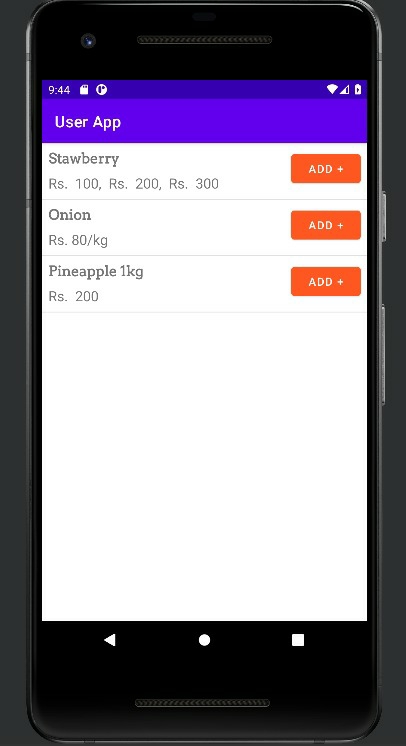 9:44
User App
Stawberry
Rs. 100, Rs. 200, Rs. 300
ADD +
Onion
Rs. 80/kg
ADD +
Pineapple 1kg
Rs. 200
ADD +